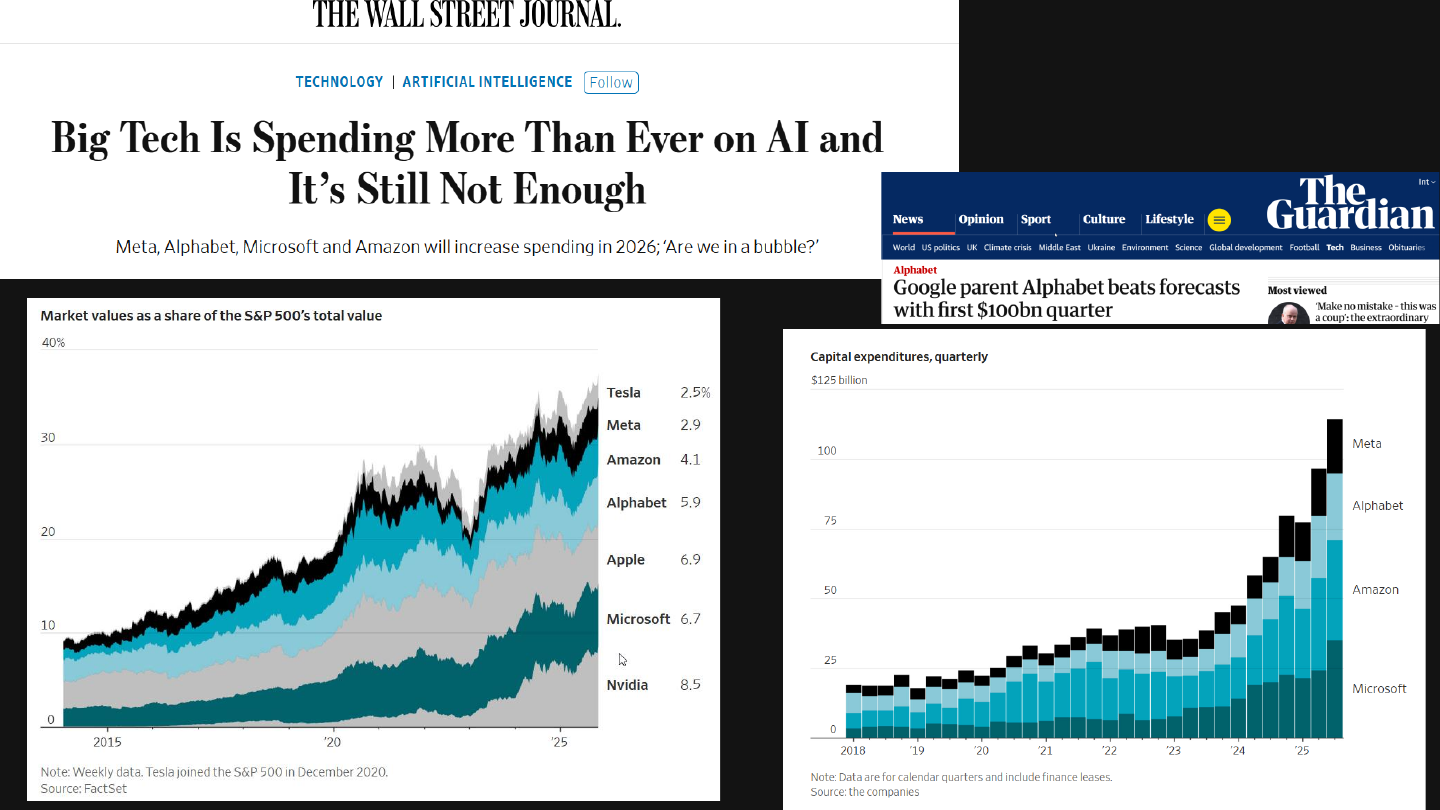 THE WALL STREET JOURNAL.
TECHNOLOGY | ARTIFICIAL INTELLIGENCE Follow
Big Tech Is Spending More Than Ever on AI and
It's Still Not Enough
Meta, Alphabet, Microsoft and Amazon will increase spending in 2026; 'Are we in a bubble?'
Int
The
Guardian
News Opinion Sport Culture Lifestyle
World US politics UK Climate crisis Middle East Ukraine Environment Science Global development Football Tech Business Obituaries
Alphabet
Google parent Alphabet beats forecasts
with first $100bn quarter
Most viewed
'Make no mistake – this was
a coup': the extraordinary
Market values as a share of the S&P 500's total value
40%
30
20
10
0
Tesla 2.5%
Meta 2.9
Amazon 4.1
Alphabet 5.9
Apple 6.9
Microsoft 6.7
Nvidia 8.5
2015 '20 '25
Note: Weekly data. Tesla joined the S&P 500 in December 2020.
Source: FactSet
Capital expenditures, quarterly
$125 billion
100
75
50
25
0
Meta
Alphabet
Amazon
Microsoft
2018 '19 '20 '21 '22 '23 '24 '25
Note: Data are for calendar quarters and include finance leases.
Source: the companies